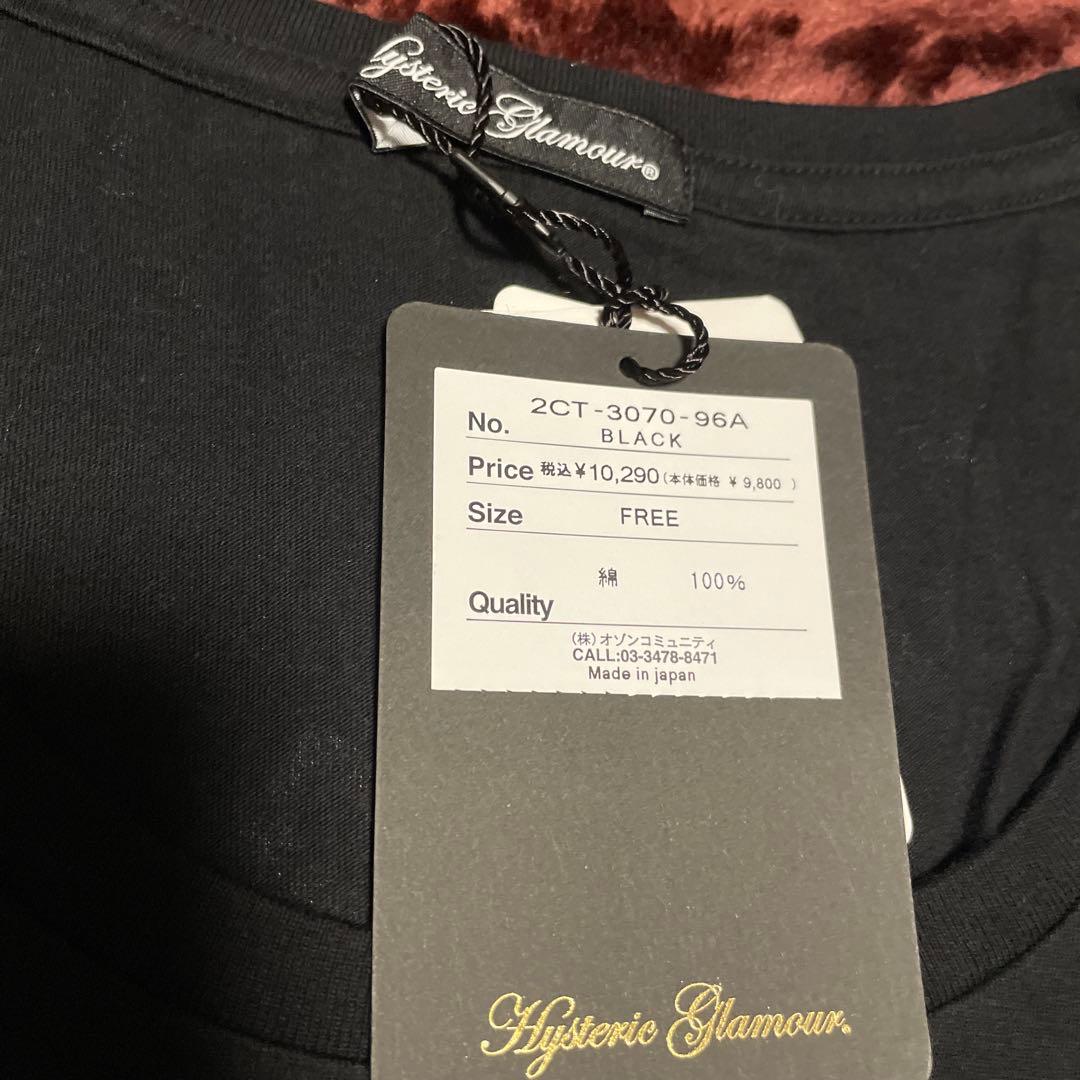 Hysteric Glamour®
No. 2CT-3070-96A
BLACK
Price 税込¥10,290(本体価格 ¥ 9,800 )
Size FREE
綿 100%
Quality
(株)オゾンコミュニティ
CALL:03-3478-8471
Made in japan
Hysteric Glamour.